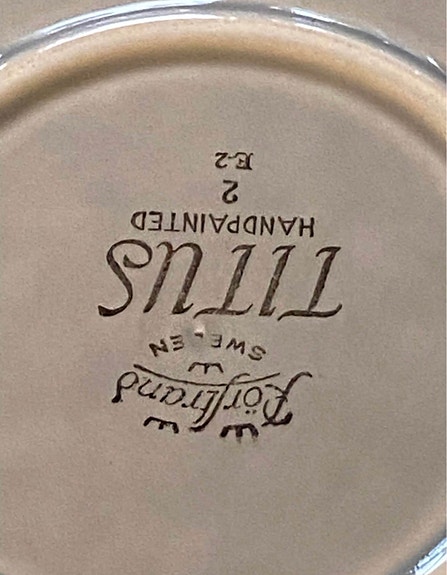 Rörstrand
SWEDEN
TITUS
HANDPAINTED
2
E-2